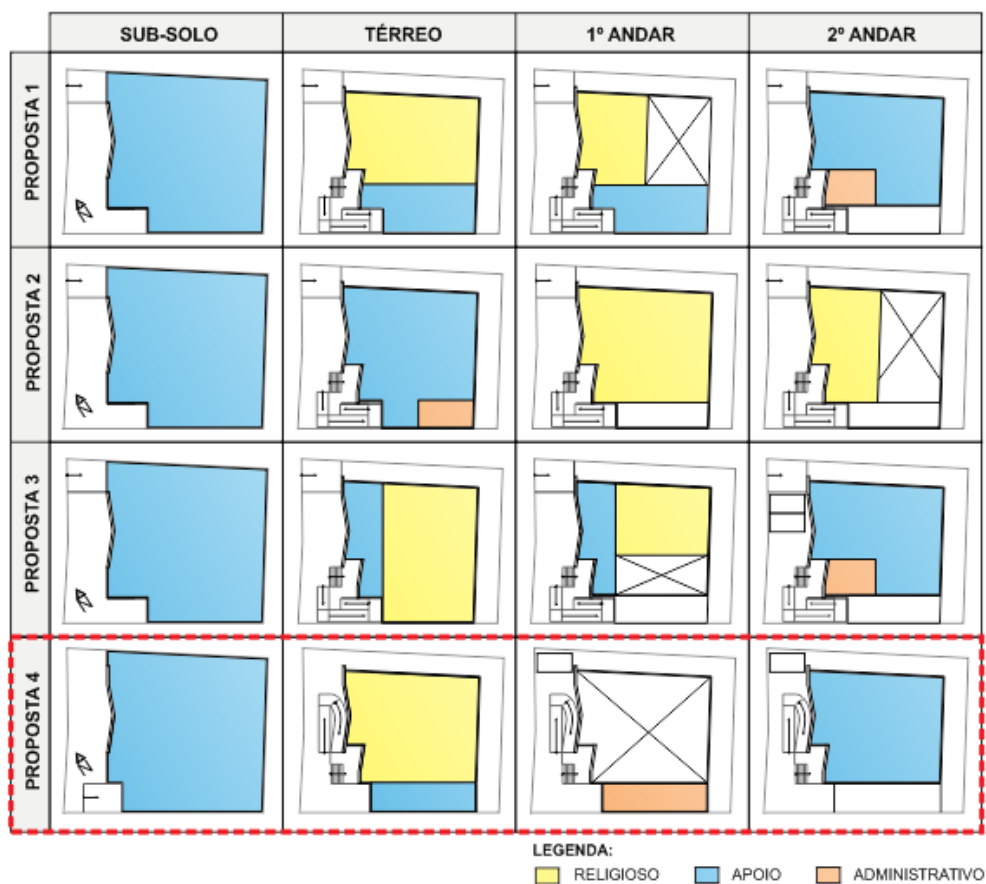 SUB-SOLO TÉRREO 1º ANDAR 2º ANDAR
PROPOSTA 1
PROPOSTA 2
PROPOSTA 3
PROPOSTA 4
LEGENDA:
RELIGIOSO APOIO ADMINISTRATIVO